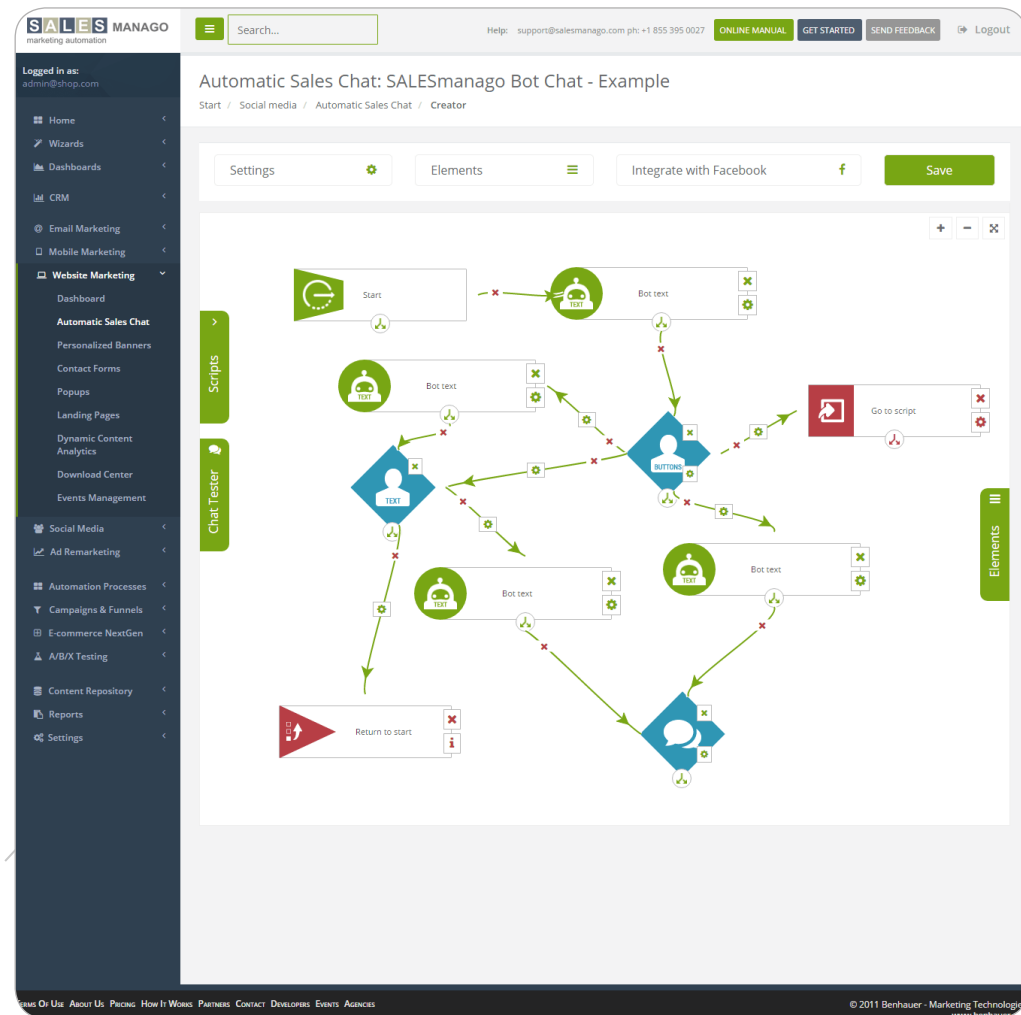 SALES MANAGO
marketing automation
Search...
Help: support@salesmanago.com ph: +1 855 395 0027
ONLINE MANUAL
GET STARTED
SEND FEEDBACK
Logout
Logged in as:
admin@shop.com
Home
Wizards
Dashboards
CRM
Email Marketing
Mobile Marketing
Website Marketing
Dashboard
Automatic Sales Chat
Personalized Banners
Contact Forms
Popups
Landing Pages
Dynamic Content
Analytics
Download Center
Events Management
Social Media
Ad Remarketing
Automation Processes
Campaigns & Funnels
E-commerce NextGen
A/B/X Testing
Content Repository
Reports
Settings
Automatic Sales Chat: SALESmanago Bot Chat - Example
Start / Social media / Automatic Sales Chat / Creator
Settings
Elements
Integrate with Facebook
Save
Scripts
Chat Tester
Elements
Start
TEXT
Bot text
TEXT
Bot text
Go to script
BUTTONS
TEXT
TEXT
Bot text
TEXT
Bot text
Return to start
Terms Of Use About Us Pricing How It Works Partners Contact Developers Events Agencies
© 2011 Benhauer - Marketing Technologie